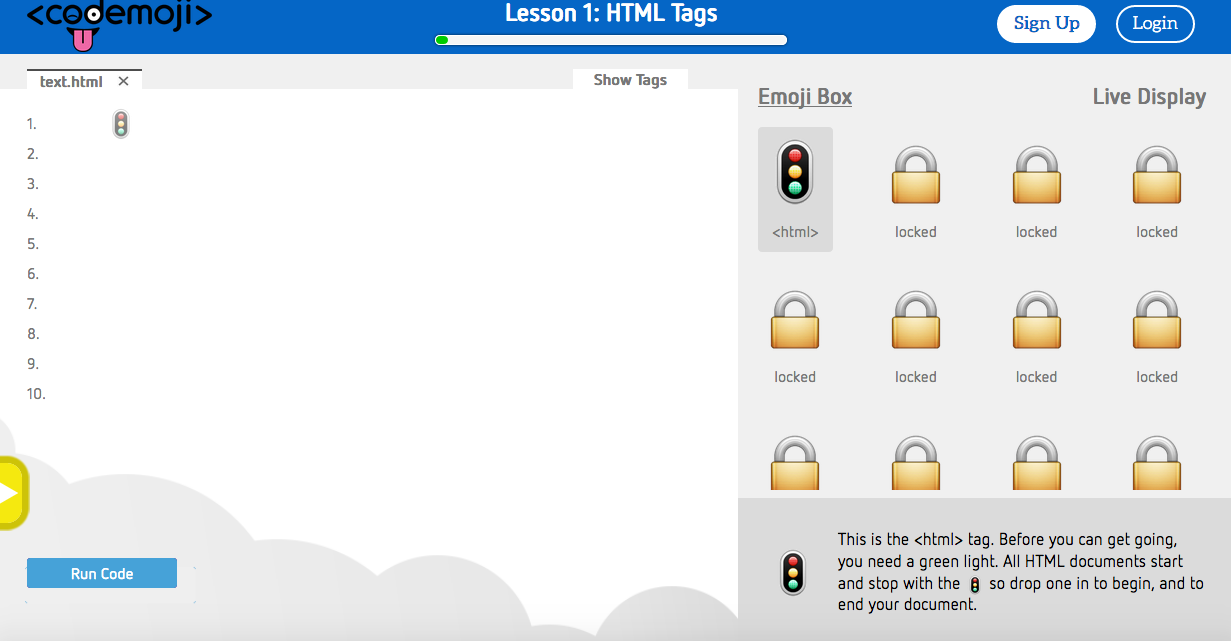 <codemoji>
Lesson 1: HTML Tags
Sign Up
Login
text.html ✕
Show Tags
1.
2.
3.
4.
5.
6.
7.
8.
9.
10.
Run Code
Emoji Box
Live Display
<html>
locked
locked
locked
locked
locked
locked
locked
This is the <html> tag. Before you can get going,
you need a green light. All HTML documents start
and stop with the 🚦 so drop one in to begin, and to
end your document.